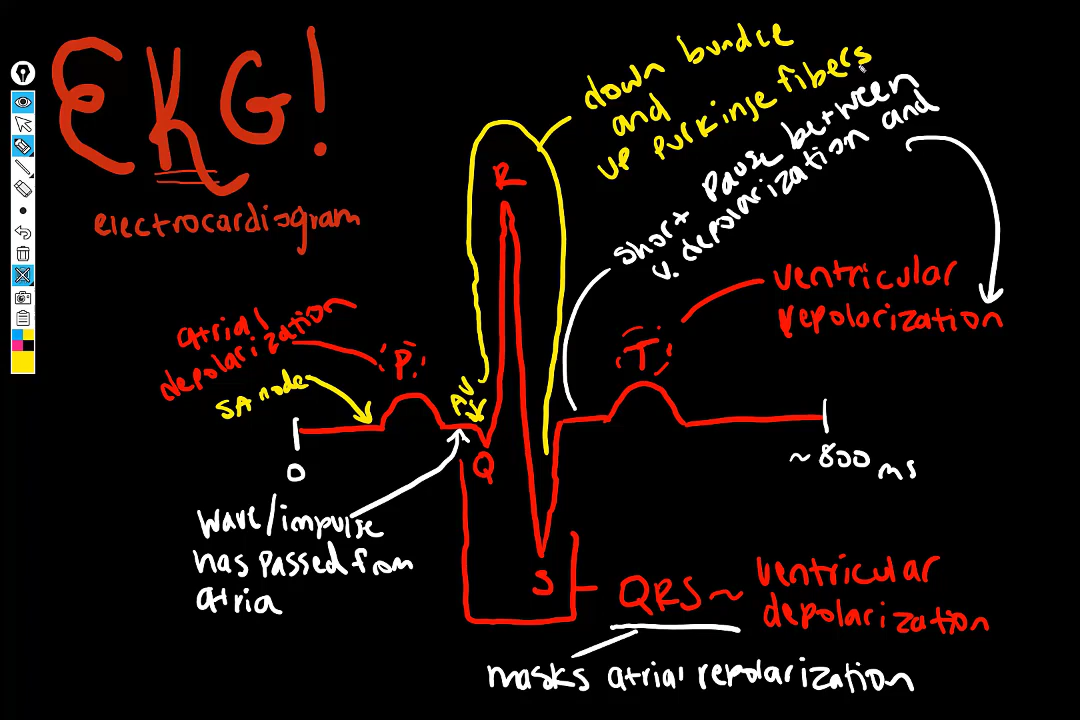 EKG!
electrocardiogram
down bundle
and
up purkinje fibers
short pause between
v. depolarization and
R
ventricular
repolarization
atrial
depolarization
P
T
SA node
AV
Q
0
~800 ms
wave/impulse
has passed from
atria
S
QRS ~ ventricular
depolarization
masks atrial repolarization